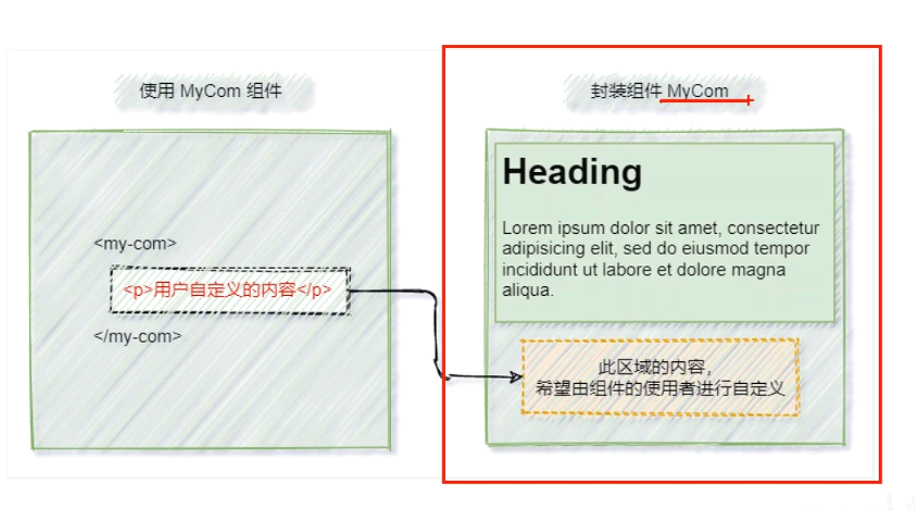 使用 MyCom 组件
<my-com>
<p>用户自定义的内容</p>
</my-com>
封装组件 MyCom
Heading
Lorem ipsum dolor sit amet, consectetur
adipisicing elit, sed do eiusmod tempor
incididunt ut labore et dolore magna
aliqua.
此区域的内容，
希望由组件的使用者进行自定义